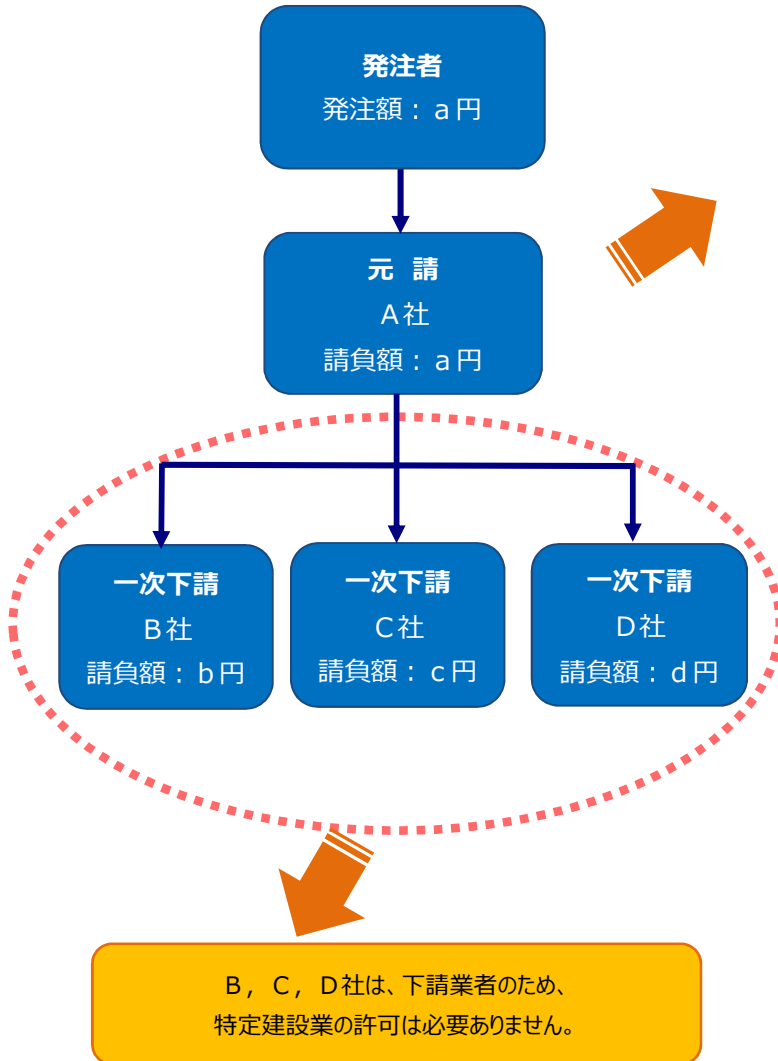 発注者
発注額：ａ円
元 請
Ａ社
請負額：ａ円
一次下請
Ｂ社
請負額：ｂ円
一次下請
Ｃ社
請負額：ｃ円
一次下請
Ｄ社
請負額：ｄ円
Ｂ，Ｃ，Ｄ社は、下請業者のため、
特定建設業の許可は必要ありません。